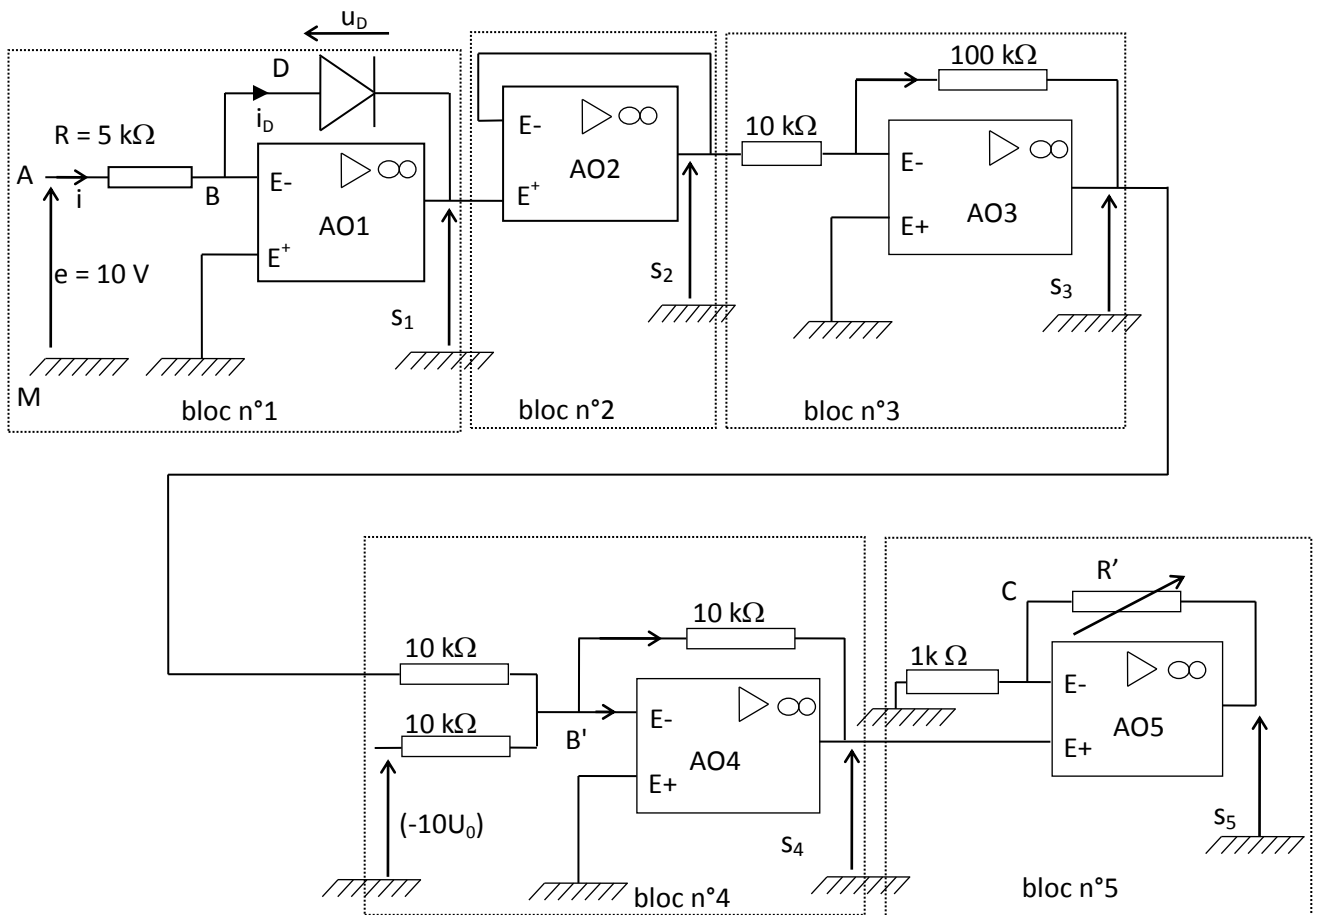 u_D
D
i_D
R = 5 kΩ
A
i
B
E-
E⁺
▷ ∞
AO1
e = 10 V
M
s₁
bloc n°1
E-
E⁺
▷ ∞
AO2
s₂
bloc n°2
10 kΩ
100 kΩ
E-
E+
▷ ∞
AO3
s₃
bloc n°3
10 kΩ
10 kΩ
(-10U₀)
B'
10 kΩ
E-
E+
▷ ∞
AO4
s₄
bloc n°4
1k Ω
C
R’
E-
E+
▷ ∞
AO5
s₅
bloc n°5